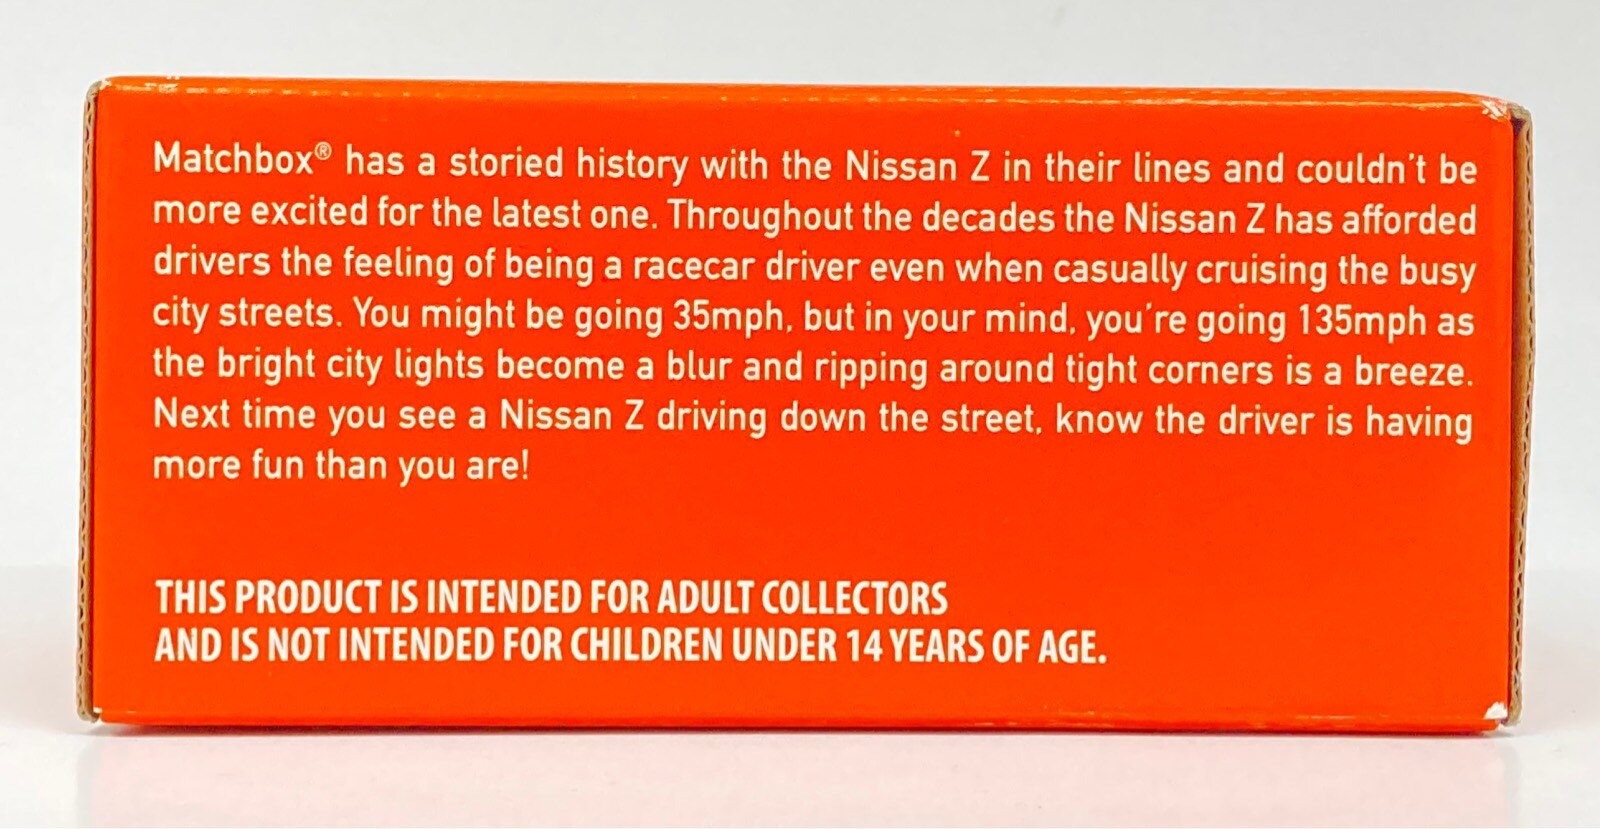 Matchbox® has a storied history with the Nissan Z in their lines and couldn't be
more excited for the latest one. Throughout the decades the Nissan Z has afforded
drivers the feeling of being a racecar driver even when casually cruising the busy
city streets. You might be going 35mph, but in your mind, you're going 135mph as
the bright city lights become a blur and ripping around tight corners is a breeze.
Next time you see a Nissan Z driving down the street, know the driver is having
more fun than you are!
THIS PRODUCT IS INTENDED FOR ADULT COLLECTORS
AND IS NOT INTENDED FOR CHILDREN UNDER 14 YEARS OF AGE.